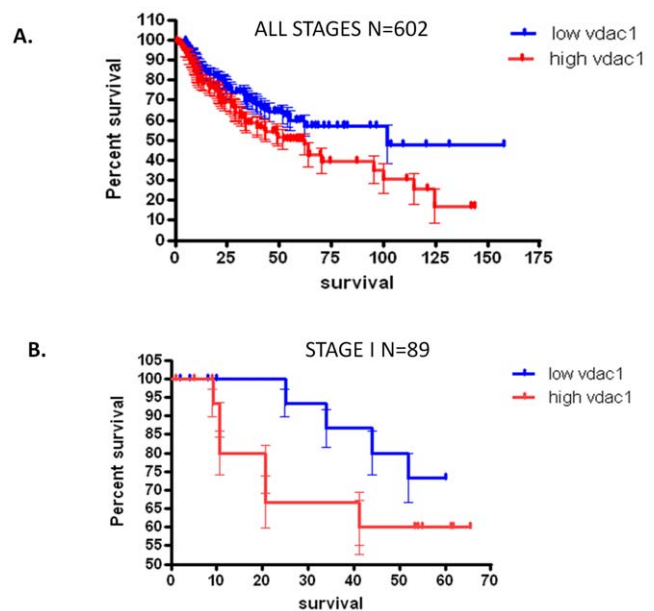 A.
ALL STAGES N=602
low vdac1
high vdac1
Percent survival
110
100
90
80
70
60
50
40
30
20
10
0
0 25 50 75 100 125 150 175
survival
B.
STAGE I N=89
low vdac1
high vdac1
Percent survival
105
100
95
90
85
80
75
70
65
60
55
50
0 10 20 30 40 50 60 70
survival